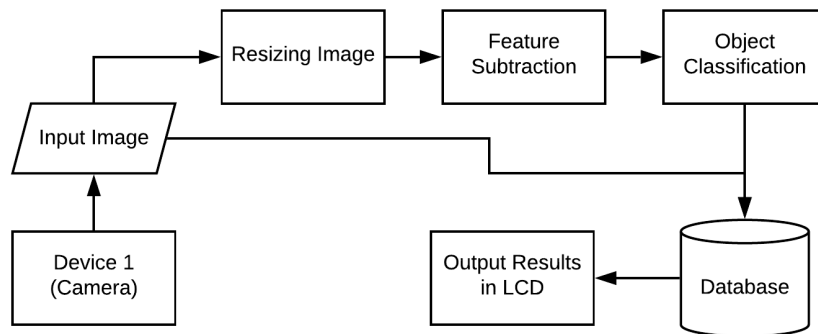 Resizing Image
Feature
Subtraction
Object
Classification
Input Image
Device 1
(Camera)
Output Results
in LCD
Database